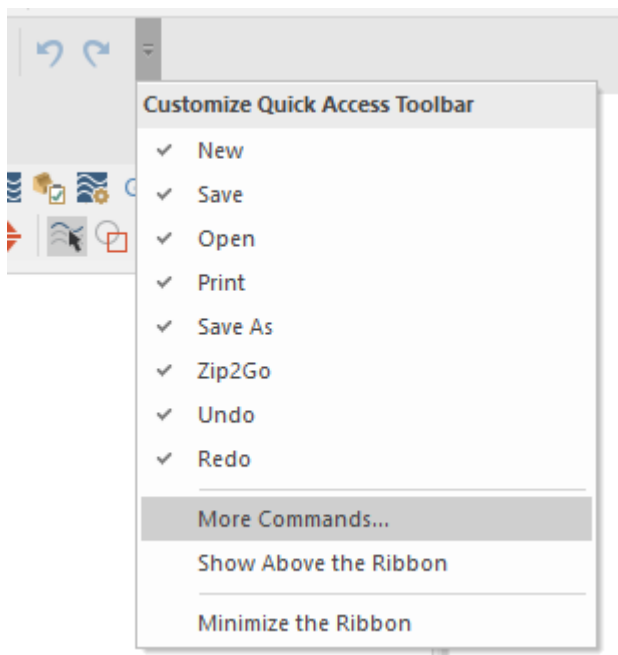 Customize Quick Access Toolbar
New
Save
Open
Print
Save As
Zip2Go
Undo
Redo
More Commands...
Show Above the Ribbon
Minimize the Ribbon